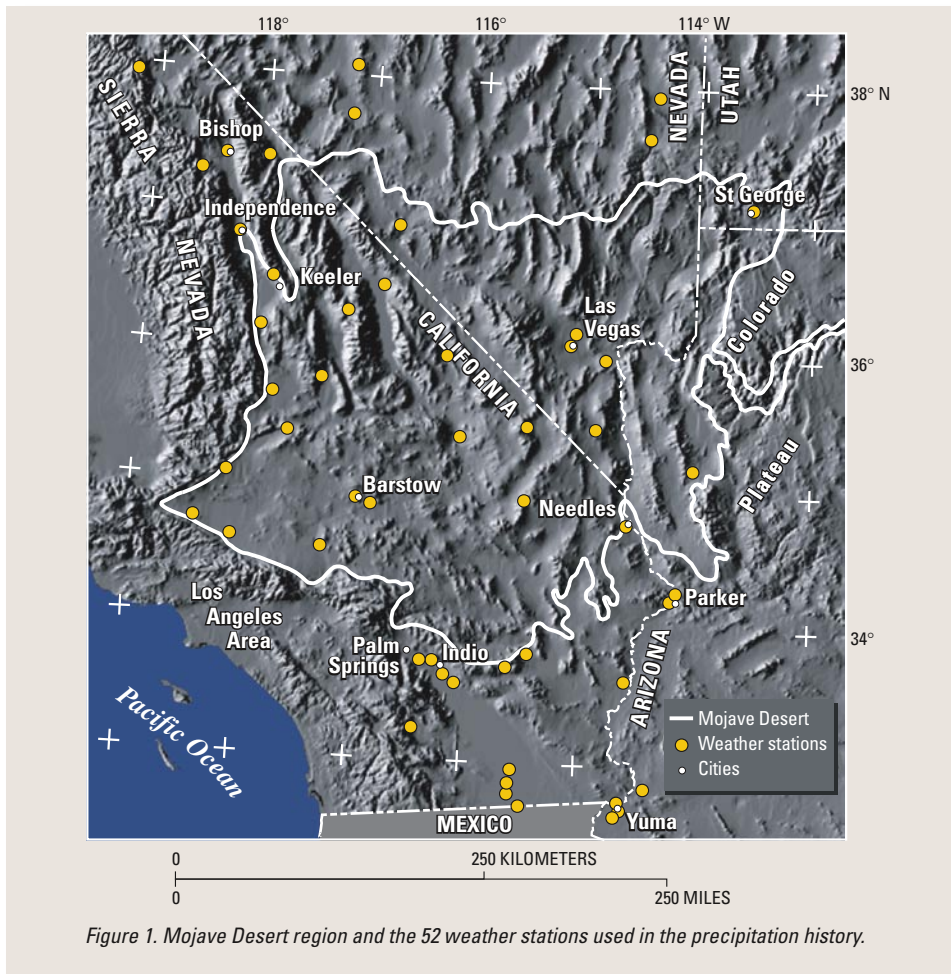 118°
116°
114° W
38° N
36°
34°
SIERRA
NEVADA
Bishop
Independence
Keeler
NEVADA
UTAH
St George
Las
Vegas
Colorado
Plateau
CALIFORNIA
Barstow
Needles
Parker
Los
Angeles
Area
Palm
Springs
Indio
ARIZONA
Pacific Ocean
Mojave Desert
Weather stations
Cities
MEXICO
Yuma
0
250 KILOMETERS
0
250 MILES
Figure 1. Mojave Desert region and the 52 weather stations used in the precipitation history.